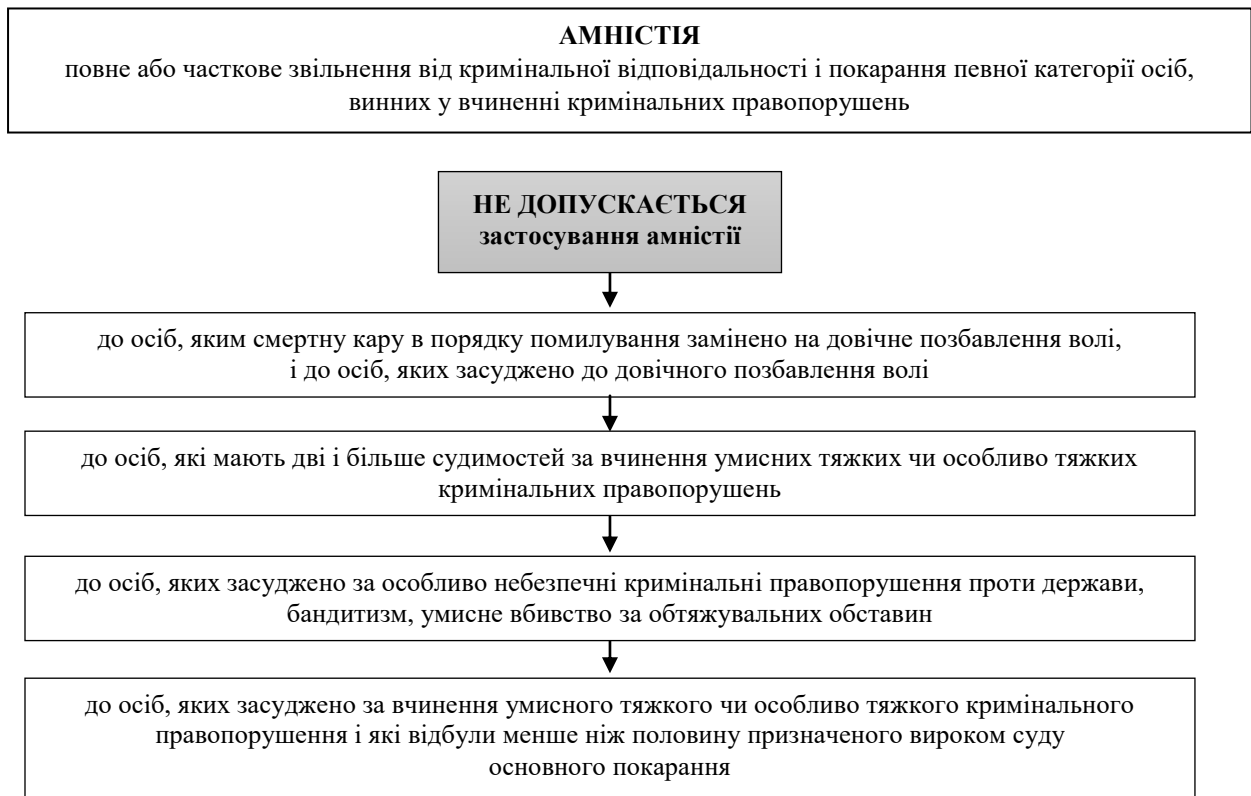 АМНІСТІЯ
повне або часткове звільнення від кримінальної відповідальності і покарання певної категорії осіб,
винних у вчиненні кримінальних правопорушень
НЕ ДОПУСКАЄТЬСЯ
застосування амністії
до осіб, яким смертну кару в порядку помилування замінено на довічне позбавлення волі,
і до осіб, яких засуджено до довічного позбавлення волі
до осіб, які мають дві і більше судимостей за вчинення умисних тяжких чи особливо тяжких
кримінальних правопорушень
до осіб, яких засуджено за особливо небезпечні кримінальні правопорушення проти держави,
бандитизм, умисне вбивство за обтяжувальних обставин
до осіб, яких засуджено за вчинення умисного тяжкого чи особливо тяжкого кримінального
правопорушення і які відбули менше ніж половину призначеного вироком суду
основного покарання